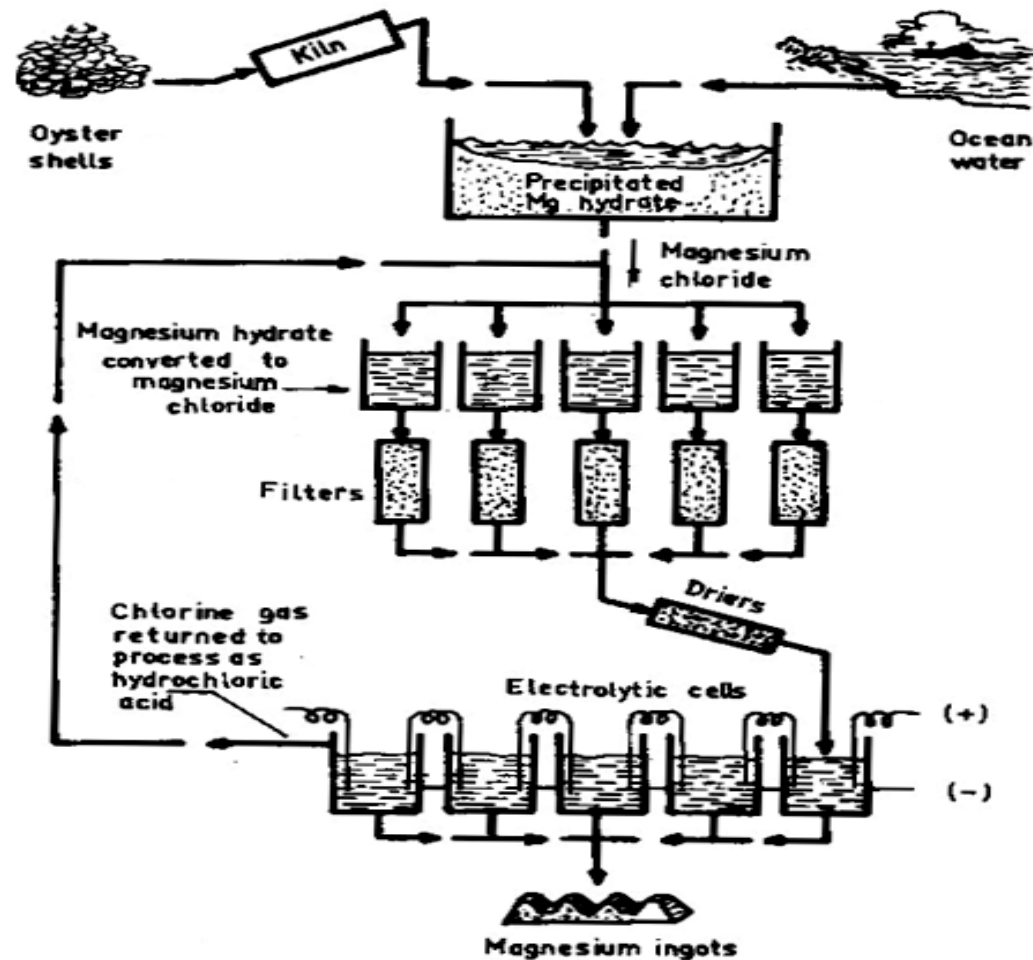 Kiln
Oyster
shells
Ocean
water
Precipitated
Mg hydrate
Magnesium
chloride
Magnesium hydrate
converted to
magnesium
chloride
Filters
Driers
Chlorine gas
returned to
process as
hydrochloric
acid
Electrolytic cells
(+)
(-)
Magnesium ingots